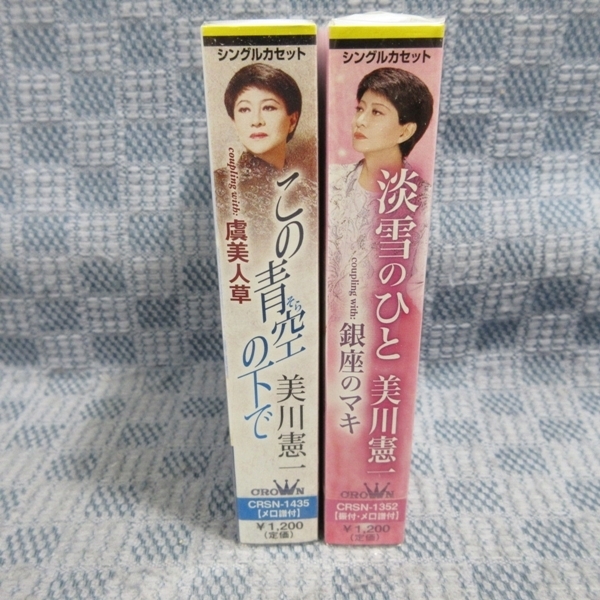 シングルカセット
coupling with:
虞美人草
この青空の下で
そら
美川憲一
CROWN
CRSN-1435
【メロ譜付】
￥1,200
(定価)
シングルカセット
淡雪のひと
coupling with:
銀座のマキ
美川憲一
CROWN
CRSN-1352
【振付・メロ譜付】
￥1,200
(定価)